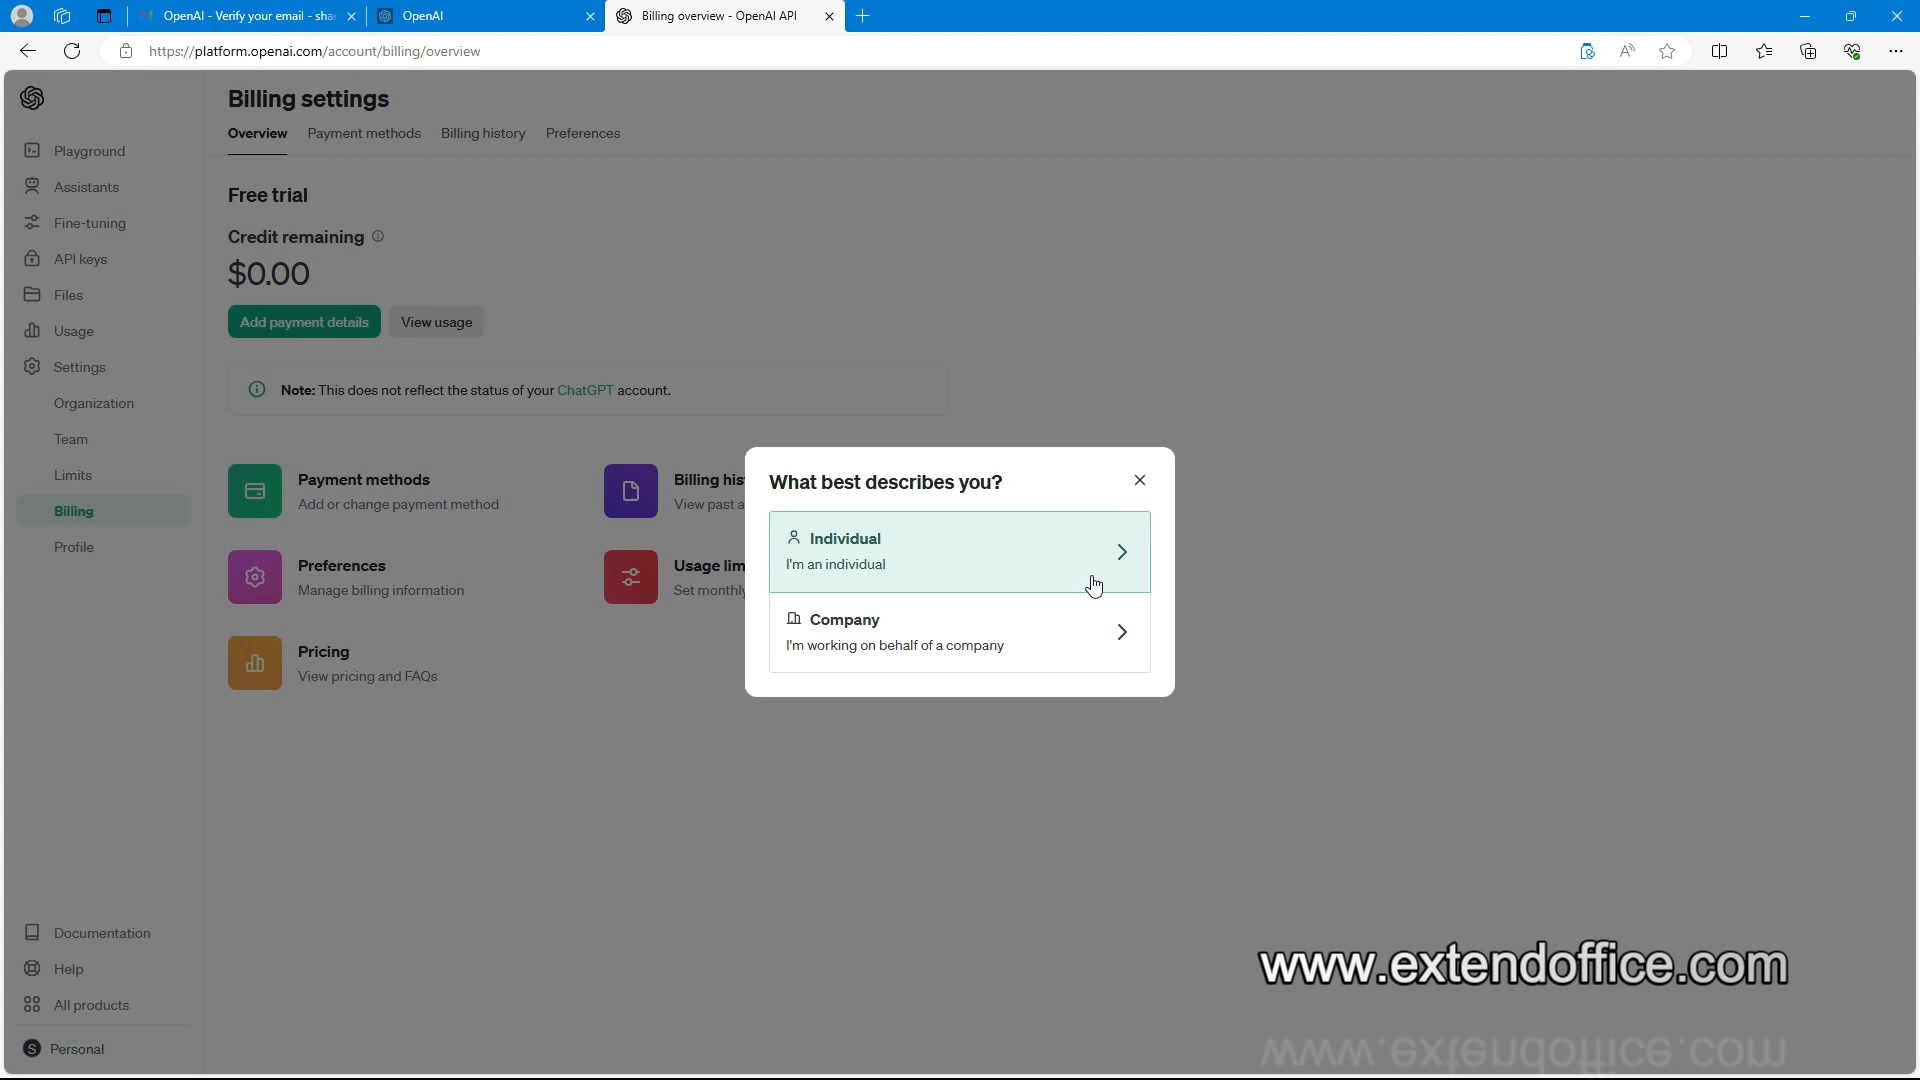 OpenAI - Verify your email - sha
OpenAI
Billing overview - OpenAI API
https://platform.openai.com/account/billing/overview
Playground
Assistants
Fine-tuning
API keys
Files
Usage
Settings
Organization
Team
Limits
Billing
Profile
Documentation
Help
All products
S Personal
Billing settings
Overview Payment methods Billing history Preferences
Free trial
Credit remaining
$0.00
Add payment details View usage
Note: This does not reflect the status of your ChatGPT account.
Payment methods
Add or change payment method
Billing his
View past a
Preferences
Manage billing information
Usage lim
Set monthly
Pricing
View pricing and FAQs
What best describes you?
Individual
I'm an individual
Company
I'm working on behalf of a company
www.extendoffice.com
www.extendoffice.com